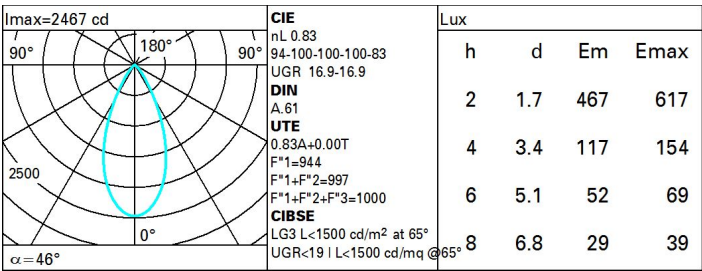 Imax=2467 cd
90°
180°
90°
2500
0°
α=46°
CIE
nL 0.83
94-100-100-100-83
UGR 16.9-16.9
DIN
A.61
UTE
0.83A+0.00T
F"1=944
F"1+F"2=997
F"1+F"2+F"3=1000
CIBSE
LG3 L<1500 cd/m² at 65°
UGR<19 | L<1500 cd/mq @65°
Lux
h d Em Emax
2 1.7 467 617
4 3.4 117 154
6 5.1 52 69
8 6.8 29 39